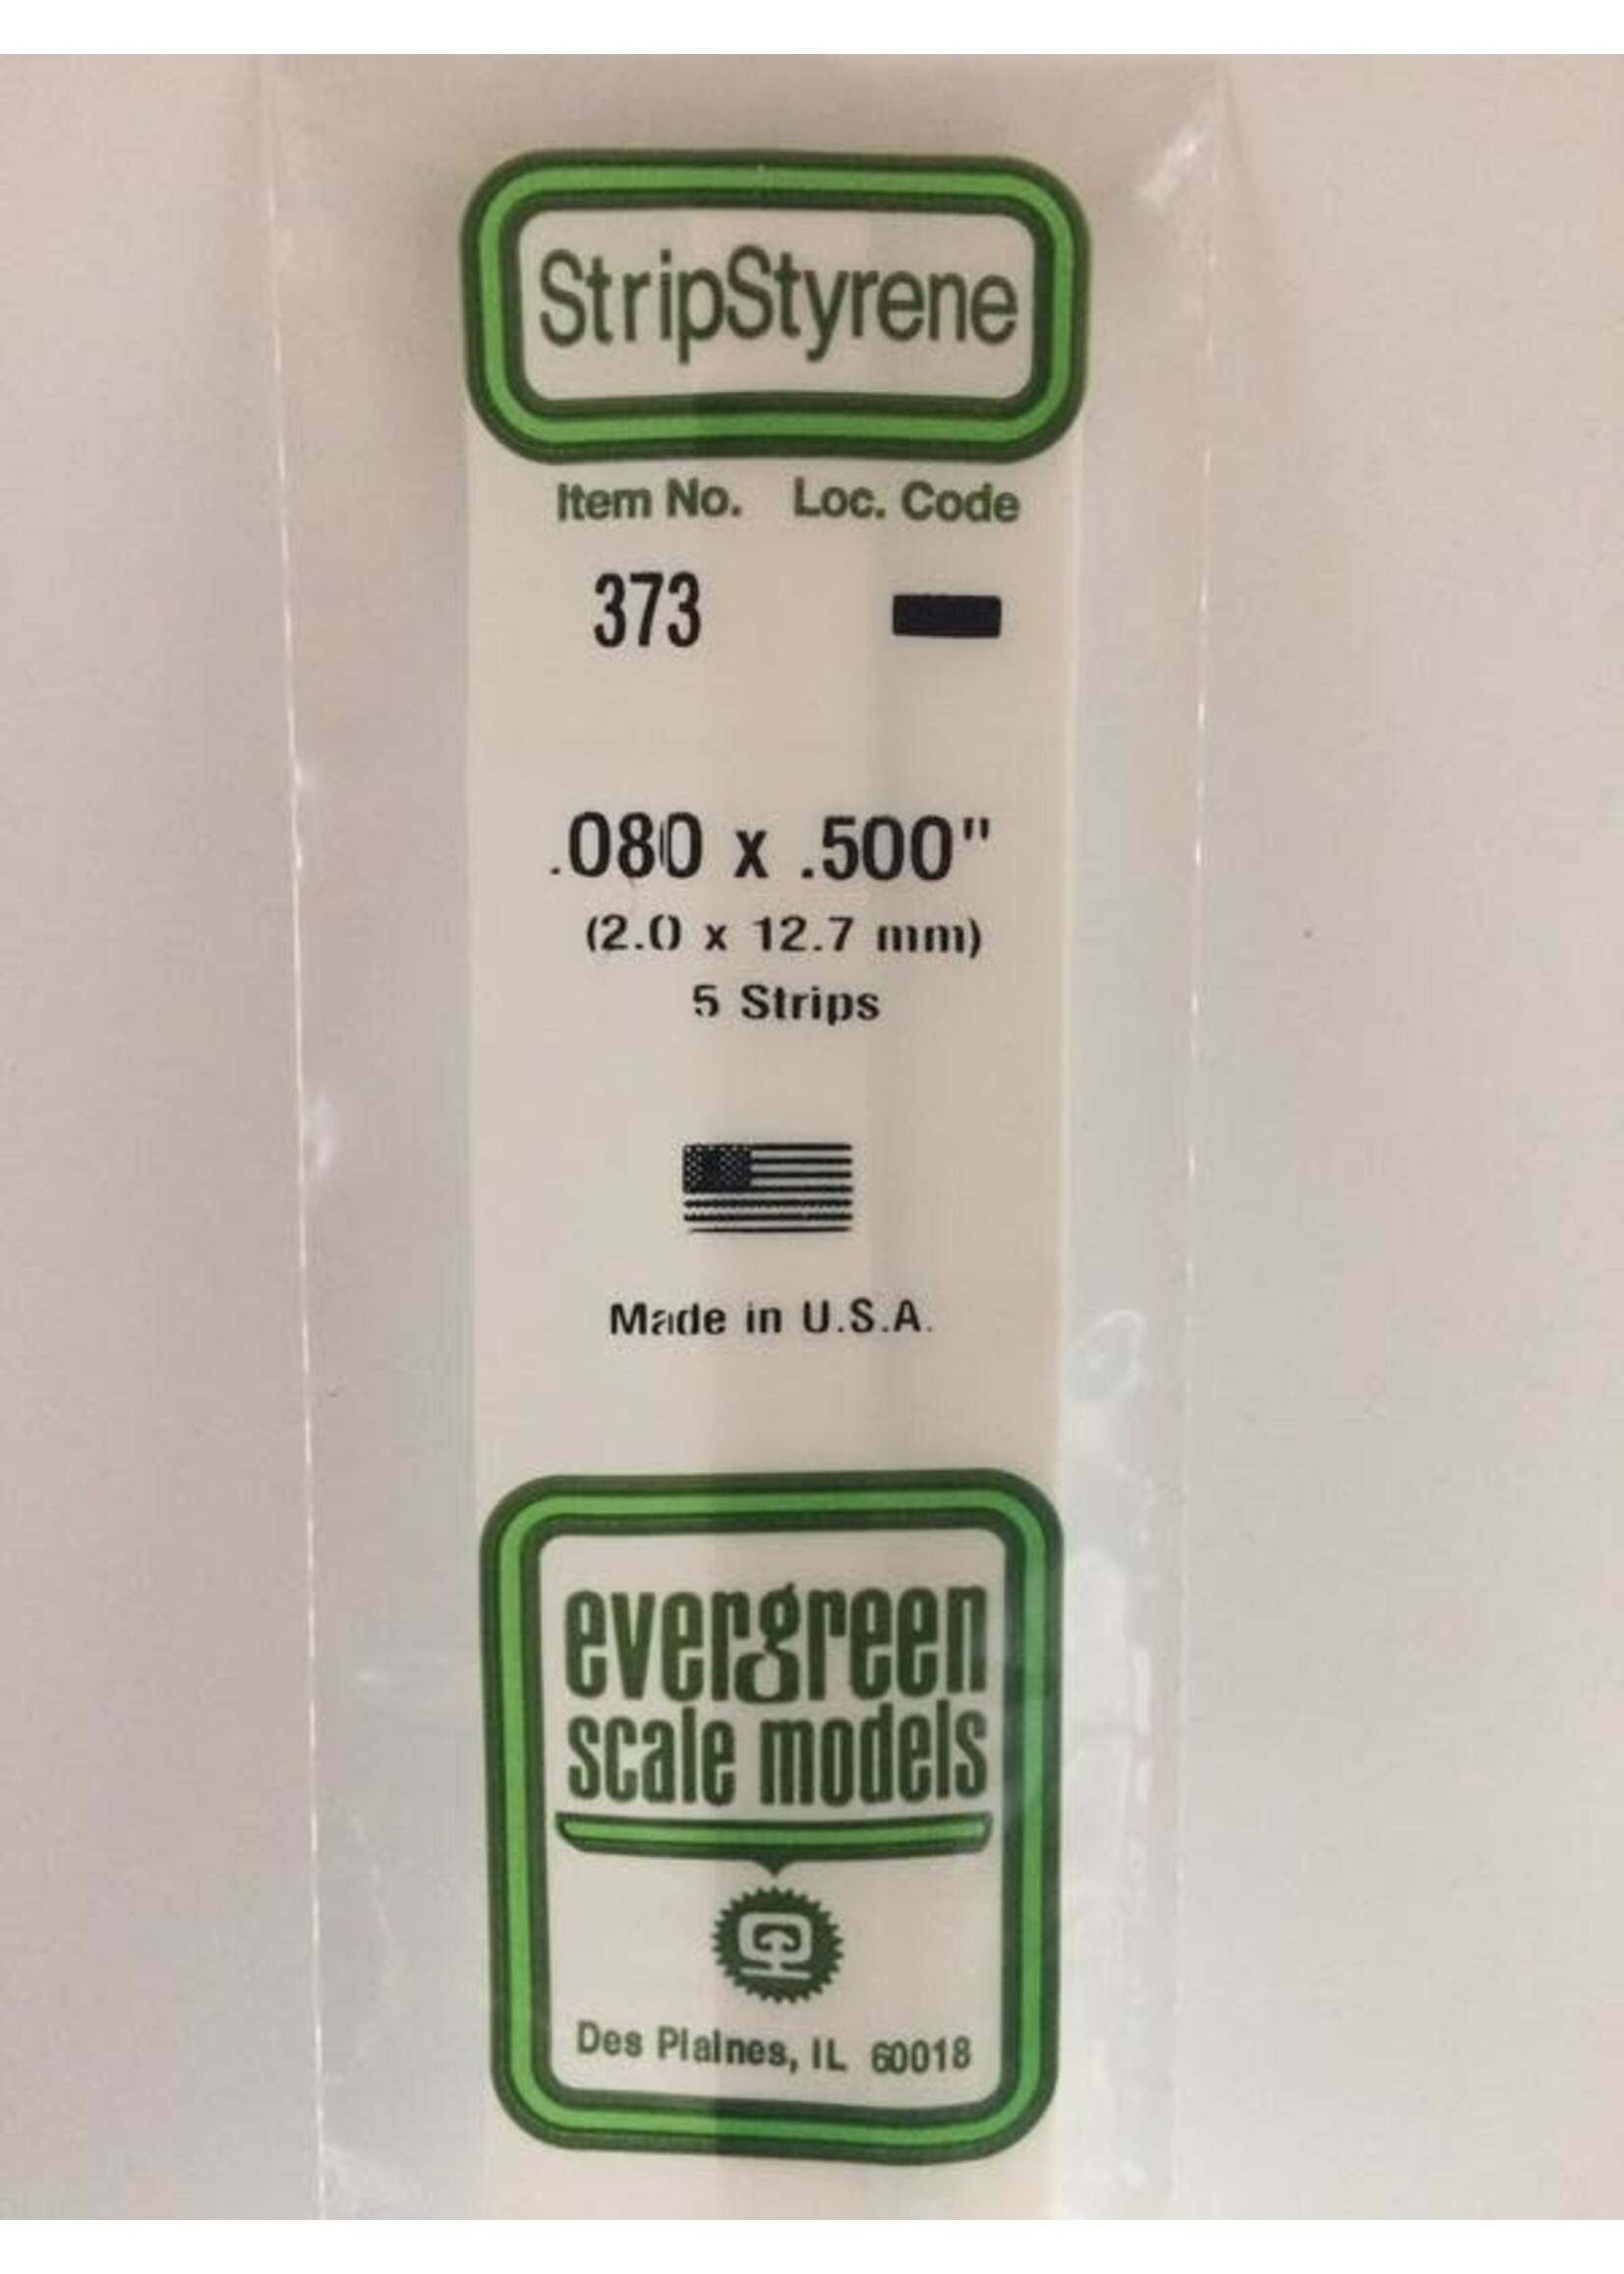 StripStyrene
Item No. Loc. Code
373
.080 x .500"
(2.0 x 12.7 mm)
5 Strips
Made in U.S.A.
evergreen
scale models
Des Plaines, IL 60018